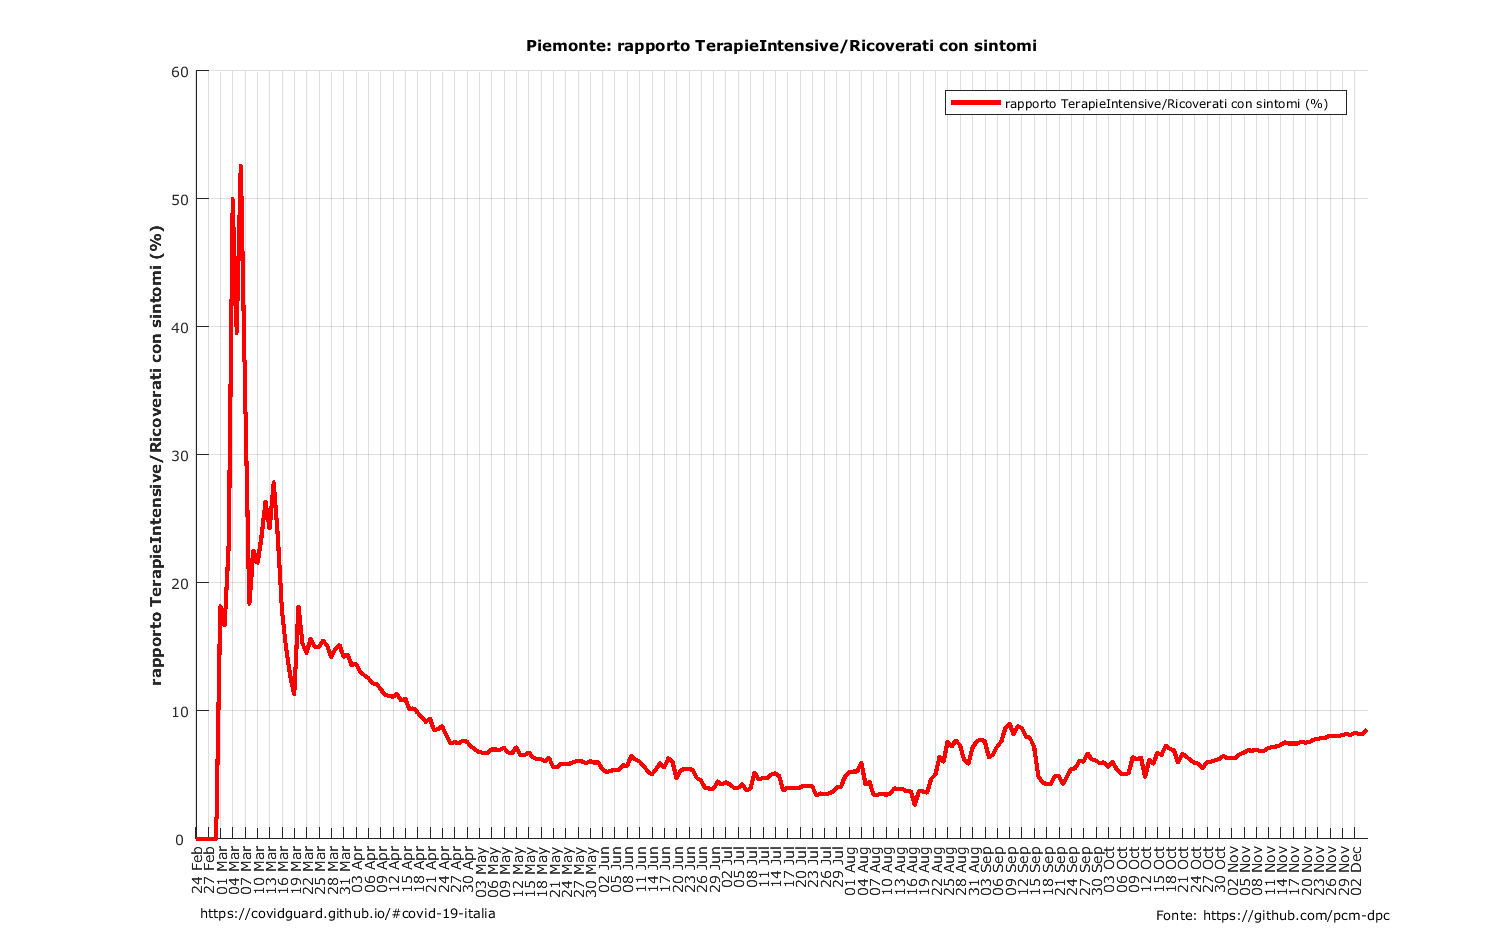 Piemonte: rapporto TerapieIntensive/Ricoverati con sintomi
rapporto TerapieIntensive/Ricoverati con sintomi (%)
rapporto TerapieIntensive/Ricoverati con sintomi (%)
60
50
40
30
20
10
0
24 Feb
27 Feb
01 Mar
04 Mar
07 Mar
10 Mar
13 Mar
16 Mar
19 Mar
22 Mar
25 Mar
28 Mar
31 Mar
03 Apr
06 Apr
09 Apr
12 Apr
15 Apr
18 Apr
21 Apr
24 Apr
27 Apr
30 Apr
03 May
06 May
09 May
12 May
15 May
18 May
21 May
24 May
27 May
30 May
02 Jun
05 Jun
08 Jun
11 Jun
14 Jun
17 Jun
20 Jun
23 Jun
26 Jun
29 Jun
02 Jul
05 Jul
08 Jul
11 Jul
14 Jul
17 Jul
20 Jul
23 Jul
26 Jul
29 Jul
01 Aug
04 Aug
07 Aug
10 Aug
13 Aug
16 Aug
19 Aug
22 Aug
25 Aug
28 Aug
31 Aug
03 Sep
06 Sep
09 Sep
12 Sep
15 Sep
18 Sep
21 Sep
24 Sep
27 Sep
30 Sep
03 Oct
06 Oct
09 Oct
12 Oct
15 Oct
18 Oct
21 Oct
24 Oct
27 Oct
30 Oct
02 Nov
05 Nov
08 Nov
11 Nov
14 Nov
17 Nov
20 Nov
23 Nov
26 Nov
29 Nov
02 Dec
https://covidguard.github.io/#covid-19-italia
Fonte: https://github.com/pcm-dpc